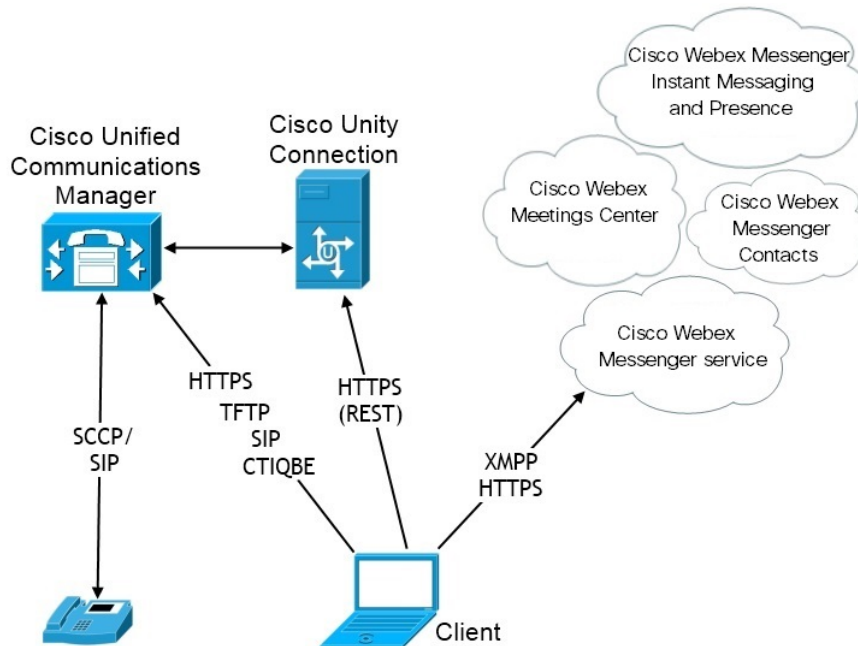 Cisco Webex Messenger
Instant Messaging
and Presence
Cisco Unified
Communications
Manager
Cisco Unity
Connection
Cisco Webex
Meetings Center
Cisco Webex
Messenger
Contacts
U
Cisco Webex
Messenger service
HTTPS
TFTP
SIP
CTIQBE
HTTPS
(REST)
SCCP/
SIP
XMPP
HTTPS
Client